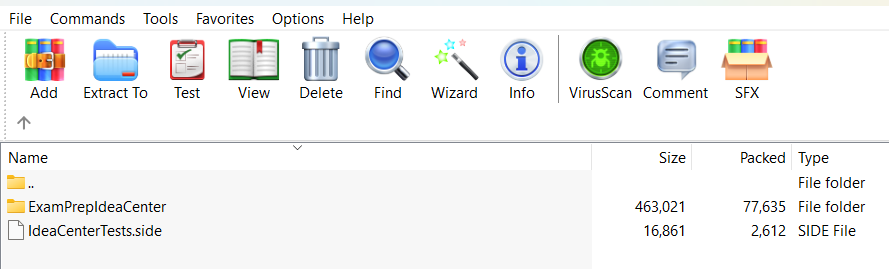 File Commands Tools Favorites Options Help
Add Extract To Test View Delete Find Wizard Info VirusScan Comment SFX
Name Size Packed Type
.. File folder
ExamPrepIdeaCenter 463,021 77,635 File folder
IdeaCenterTests.side 16,861 2,612 SIDE File